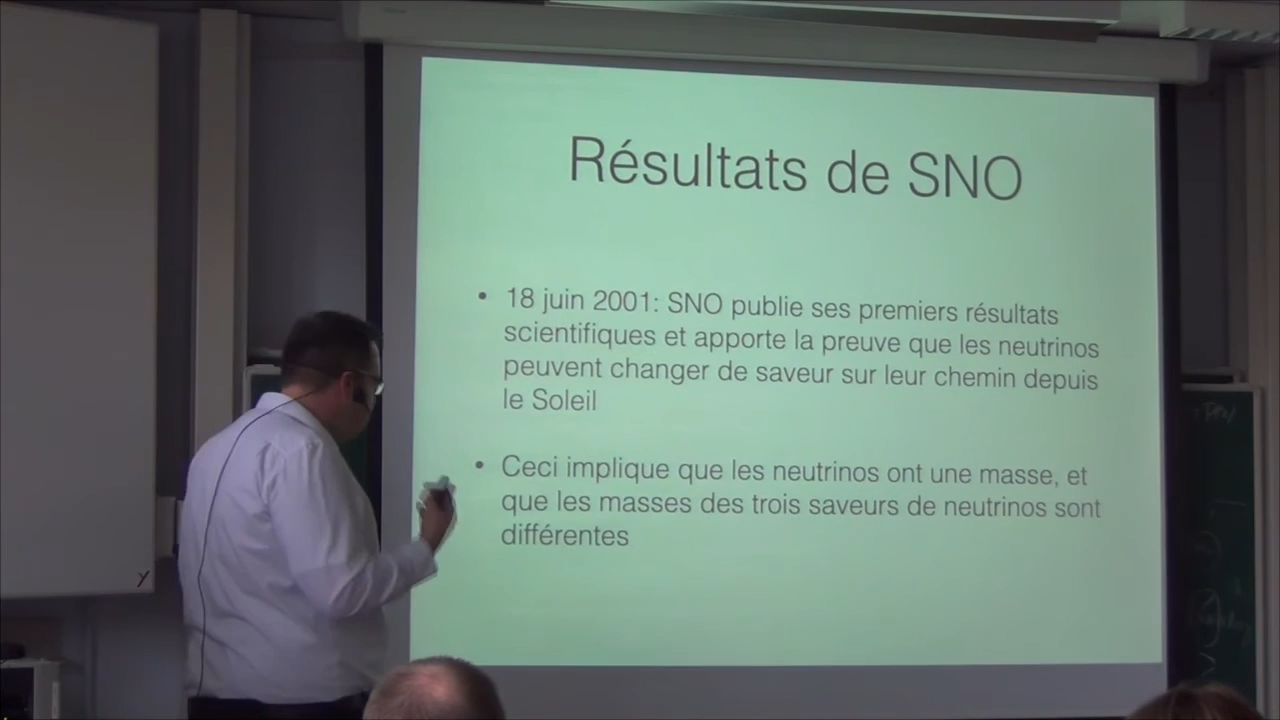 Résultats de SNO
• 18 juin 2001: SNO publie ses premiers résultats
scientifiques et apporte la preuve que les neutrinos
peuvent changer de saveur sur leur chemin depuis
le Soleil
• Ceci implique que les neutrinos ont une masse, et
que les masses des trois saveurs de neutrinos sont
différentes